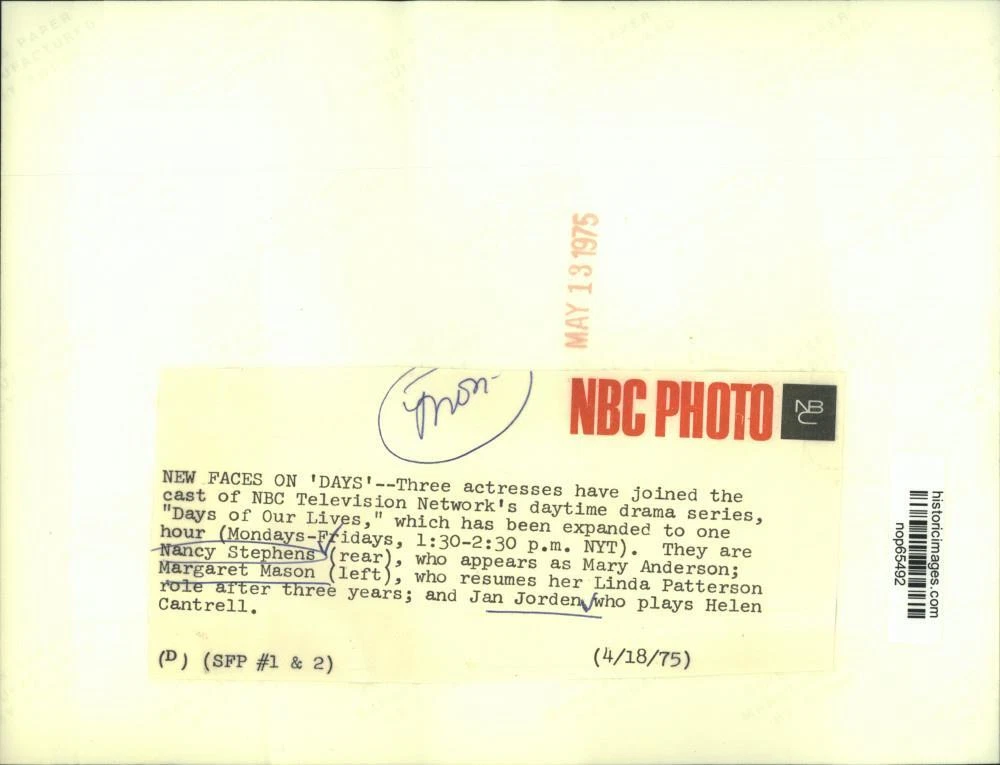 MAY 13 1975
mon-
NBC PHOTO
NBC
NEW FACES ON 'DAYS'--Three actresses have joined the
cast of NBC Television Network's daytime drama series,
"Days of Our Lives," which has been expanded to one
hour (Mondays-Fridays, 1:30-2:30 p.m. NYT).  They are
Nancy Stephens (rear), who appears as Mary Anderson;
Margaret Mason (left), who resumes her Linda Patterson
role after three years; and Jan Jorden, who plays Helen
Cantrell.
(D) (SFP #1 & 2)
(4/18/75)
historicimages.com
nop65492